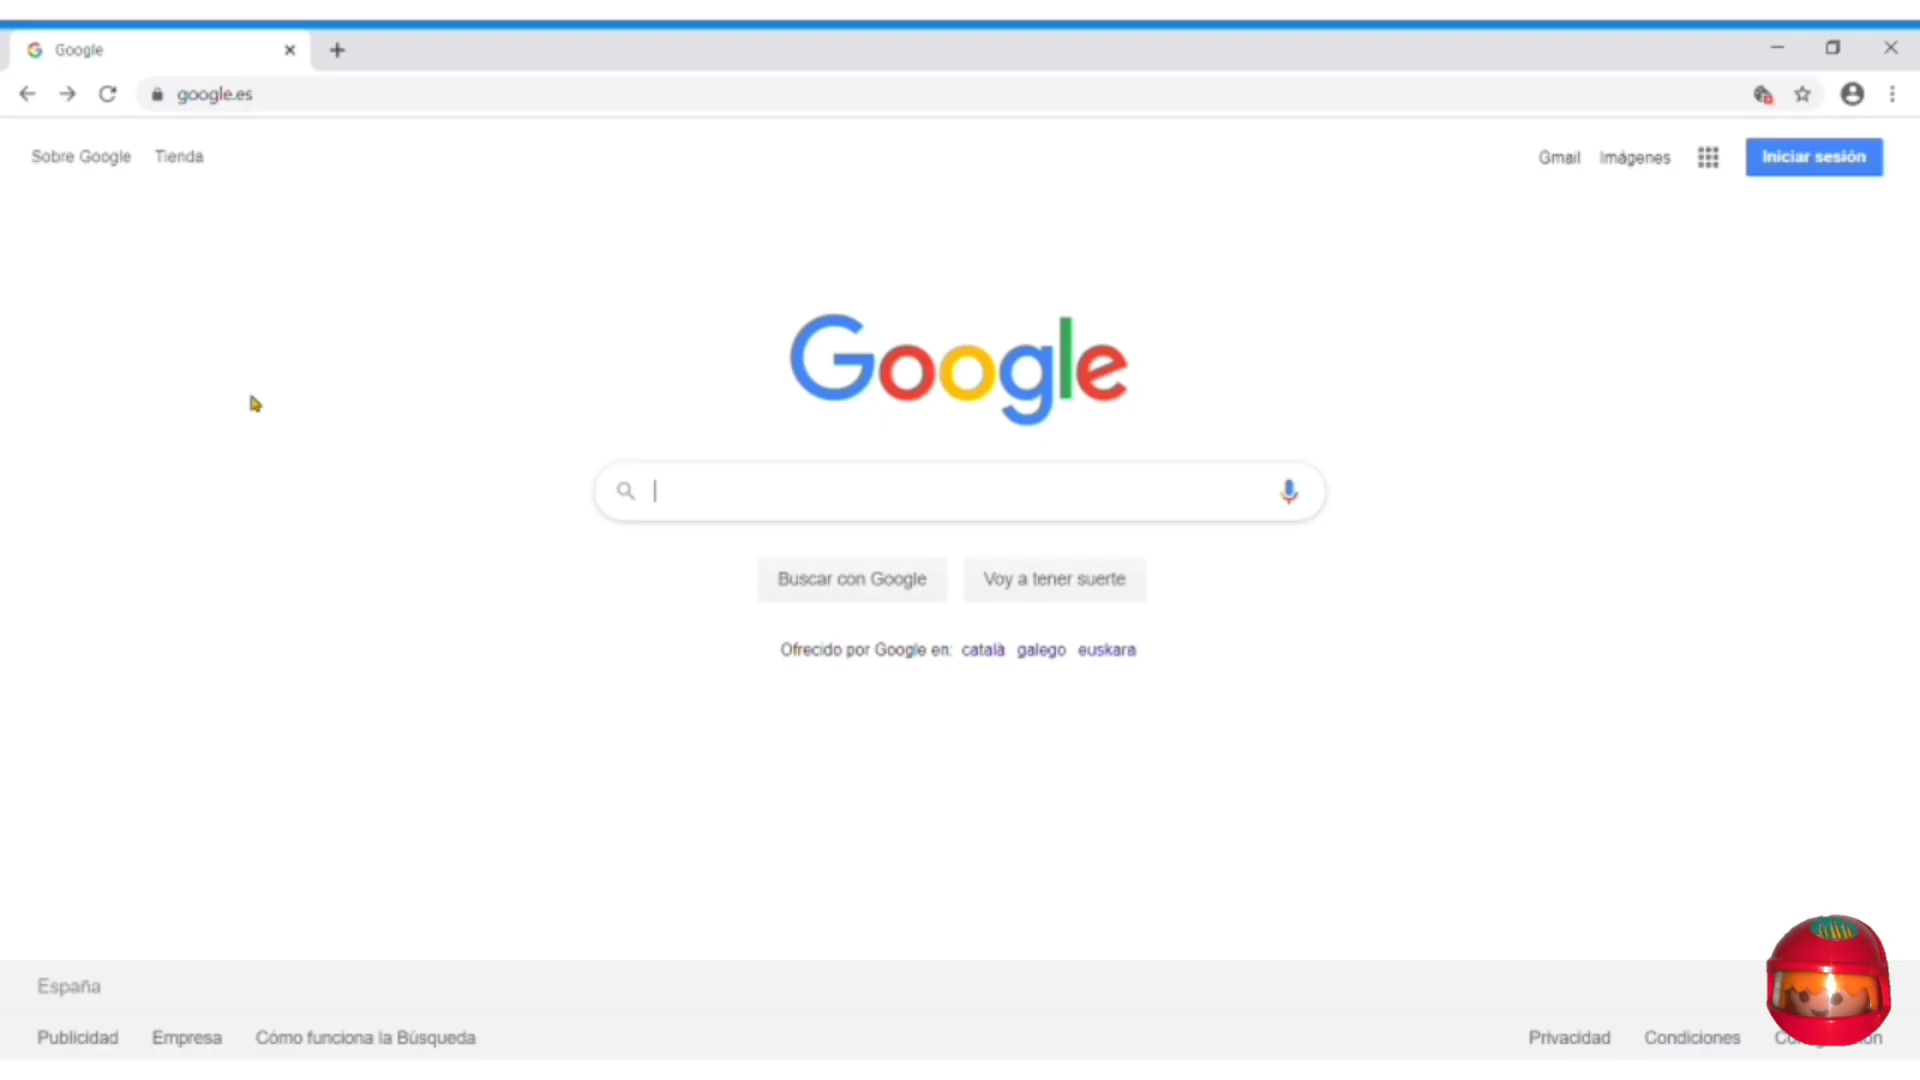 Google
google.es
Sobre Google Tienda
Gmail Imágenes Iniciar sesión
Google
Buscar con Google Voy a tener suerte
Ofrecido por Google en: català galego euskara
España
Publicidad Empresa Cómo funciona la Búsqueda
Privacidad Condiciones